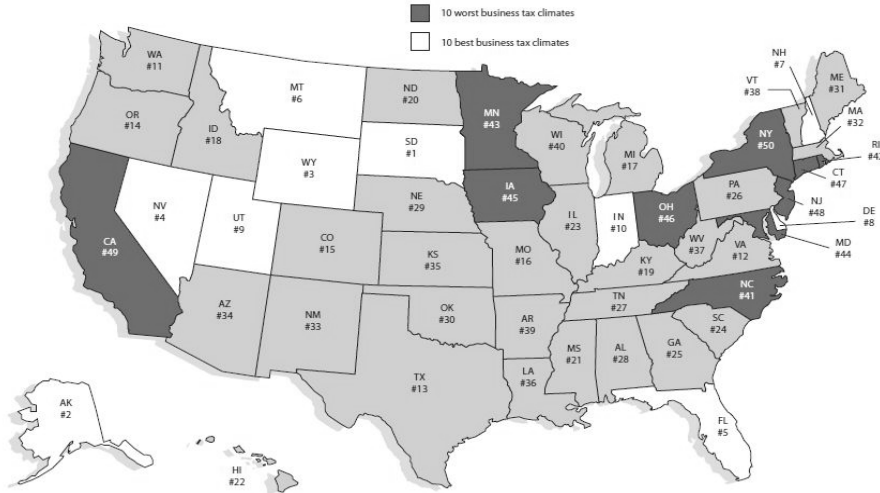 10 worst business tax climates
10 best business tax climates
WA
#11
OR
#14
CA
#49
ID
#18
NV
#4
MT
#6
WY
#3
UT
#9
AZ
#34
CO
#15
NM
#33
ND
#20
SD
#1
NE
#29
KS
#35
OK
#30
TX
#13
MN
#43
IA
#45
MO
#16
AR
#39
LA
#36
WI
#40
IL
#23
MI
#17
IN
#10
OH
#46
KY
#19
TN
#27
MS
#21
AL
#28
GA
#25
FL
#5
SC
#24
NC
#41
VA
#12
WV
#37
PA
#26
NY
#50
VT
#38
NH
#7
ME
#31
MA
#32
RI
#42
CT
#47
NJ
#48
DE
#8
MD
#44
AK
#2
HI
#22